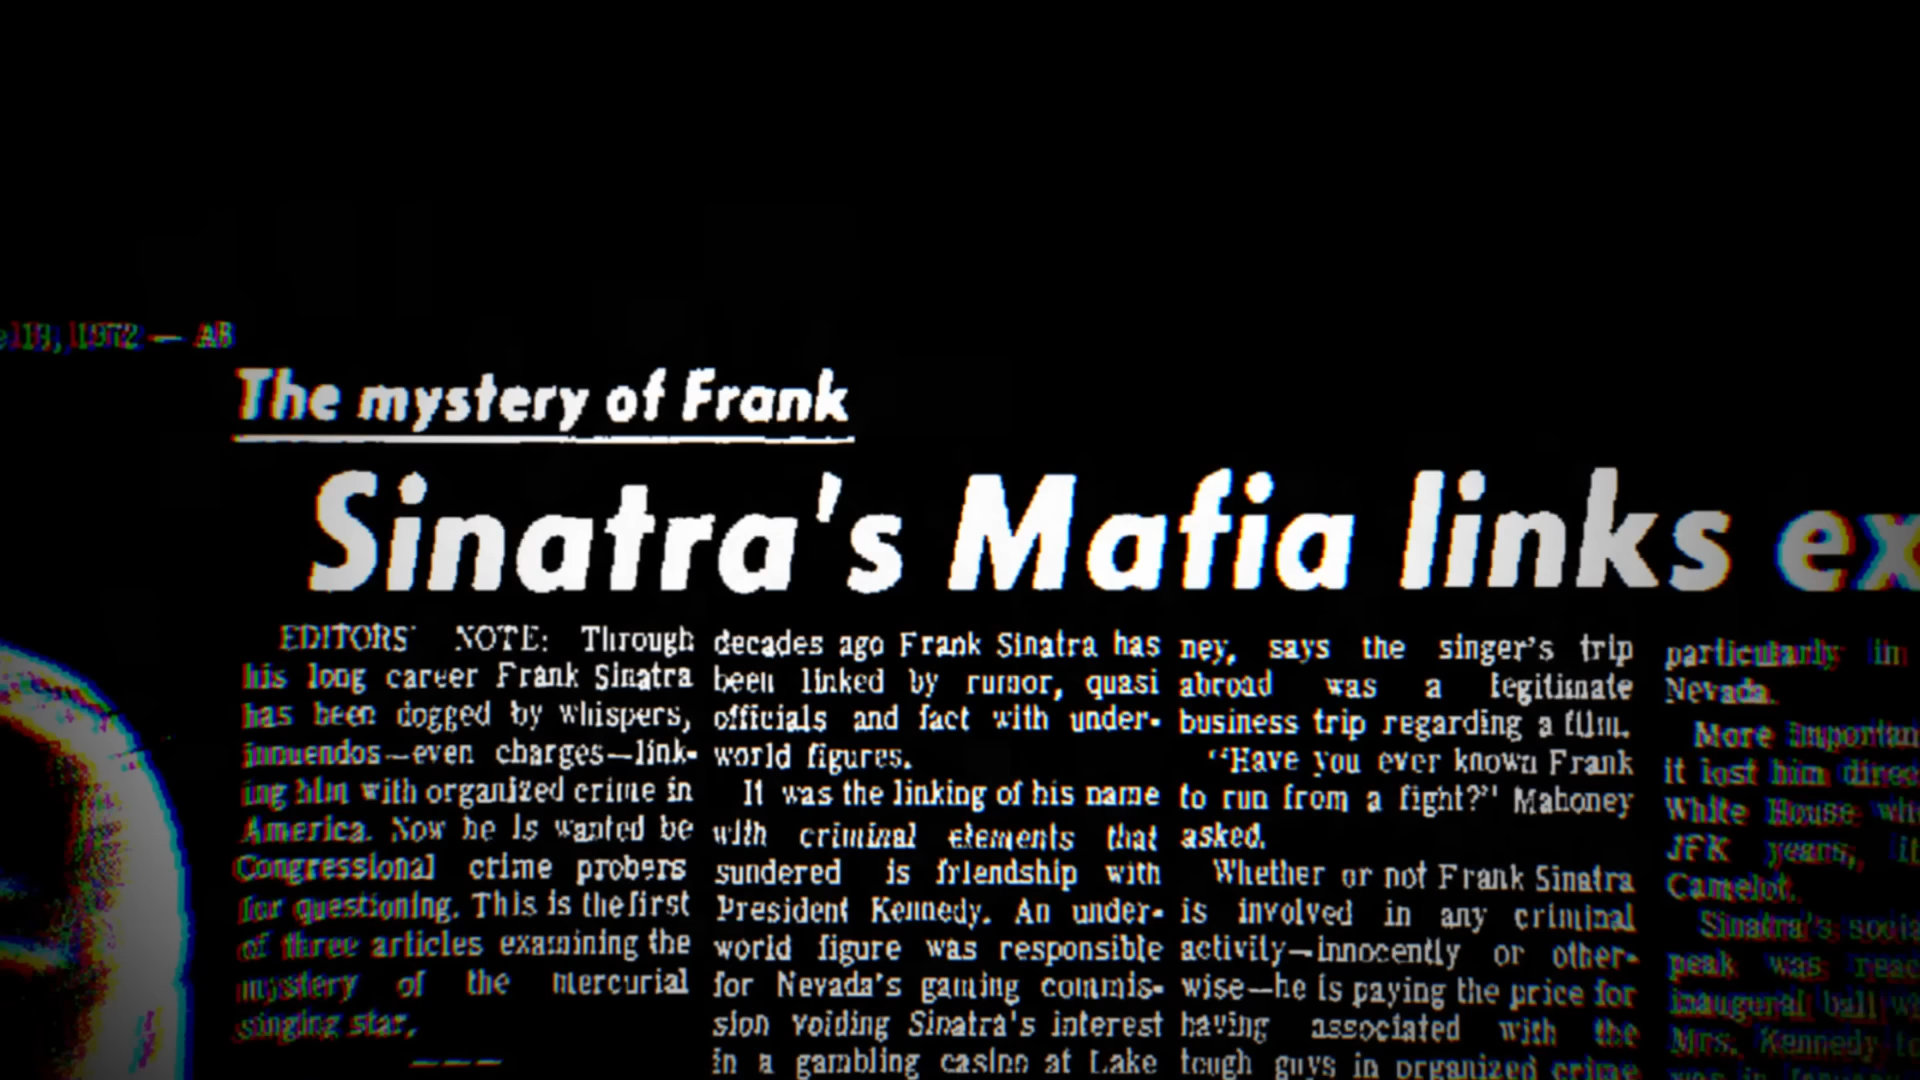 1972 — AB
The mystery of Frank
Sinatra's Mafia links ex
EDITORS' NOTE: Through
his long career Frank Sinatra
has been dogged by whispers,
innuendos—even charges—link-
ing him with organized crime in
America. Now he is wanted be
Congressional crime probers
for questioning. This is the first
of three articles examining the
mystery of the mercurial
singing star.
———
decades ago Frank Sinatra has
been linked by rumor, quasi
officials and fact with under-
world figures.
It was the linking of his name
with criminal elements that
sundered is friendship with
President Kennedy. An under-
world figure was responsible
for Nevada's gaming commis-
sion voiding Sinatra's interest
in a gambling casino at Lake
ney, says the singer's trip
abroad was a legitimate
business trip regarding a film.
"Have you ever known Frank
to run from a fight?" Mahoney
asked.
Whether or not Frank Sinatra
is involved in any criminal
activity—innocently or other-
wise—he is paying the price for
having associated with the
tough guys in organized crime
particularly in
Nevada.
More importan
it lost him direc
White House
JFK years,
Camelot.
Sinatra's socia
peak was reac
inaugural ball
Mrs. Kennedy
was in